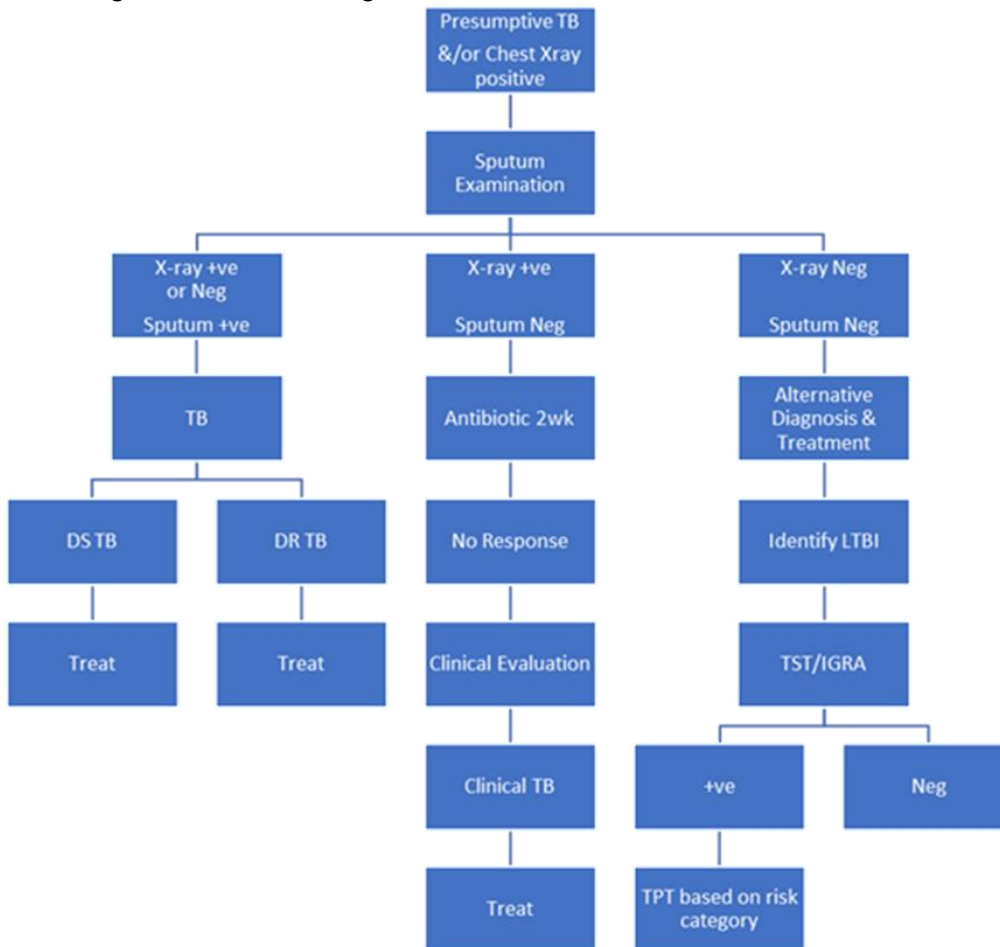 Presumptive TB
&/or Chest Xray
positive
Sputum
Examination
X-ray +ve
or Neg
Sputum +ve
X-ray +ve
Sputum Neg
X-ray Neg
Sputum Neg
TB
Antibiotic 2wk
Alternative
Diagnosis &
Treatment
DS TB
DR TB
No Response
Identify LTBI
Treat
Treat
Clinical Evaluation
TST/IGRA
Clinical TB
+ve
Neg
Treat
TPT based on risk
category